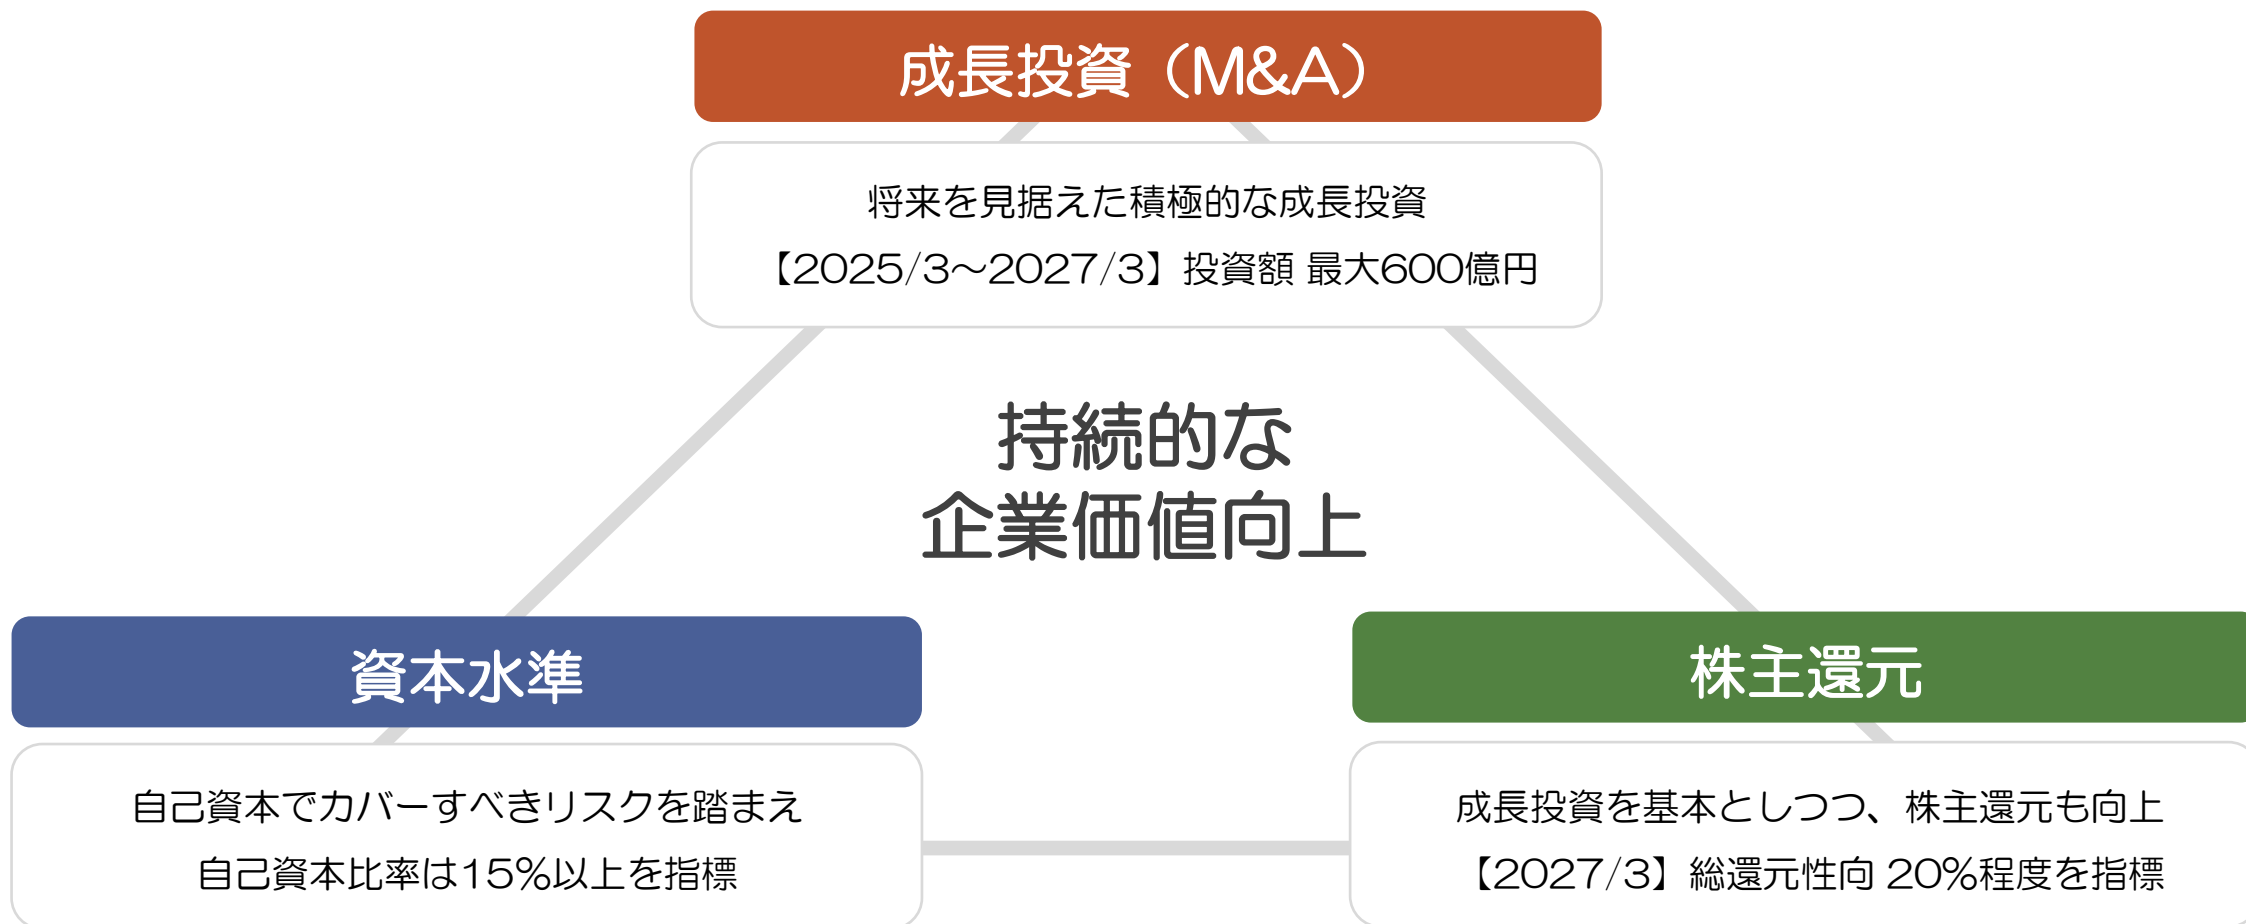 成長投資（M&A）
将来を見据えた積極的な成長投資
【2025/3～2027/3】投資額 最大600億円
持続的な
企業価値向上
資本水準
自己資本でカバーすべきリスクを踏まえ
自己資本比率は15%以上を指標
株主還元
成長投資を基本としつつ、株主還元も向上
【2027/3】総還元性向 20%程度を指標